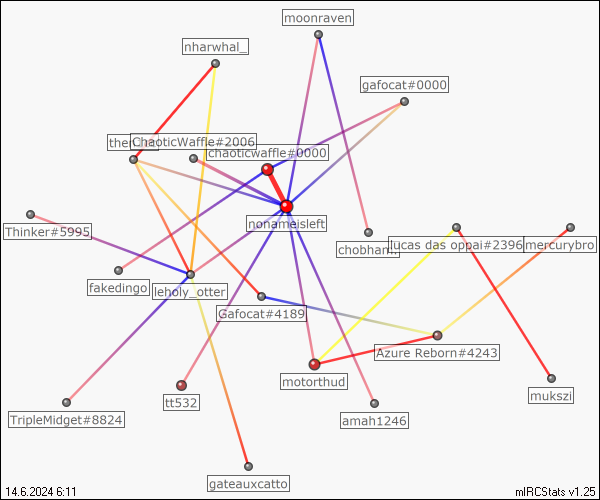 moonraven
nharwhal_
gafocat#0000
ChaoticWaffle#2006
chaoticwaffle#0000
nonameisleft
Thinker#5995
chobham
lucas das oppai#2396
mercurybro
fakedingo
leholy_otter
Gafocat#4189
Azure Reborn#4243
motorthud
tt532
mukszi
TripleMidget#8824
amah1246
gateauxcatto
14.6.2024 6:11
mIRCStats v1.25